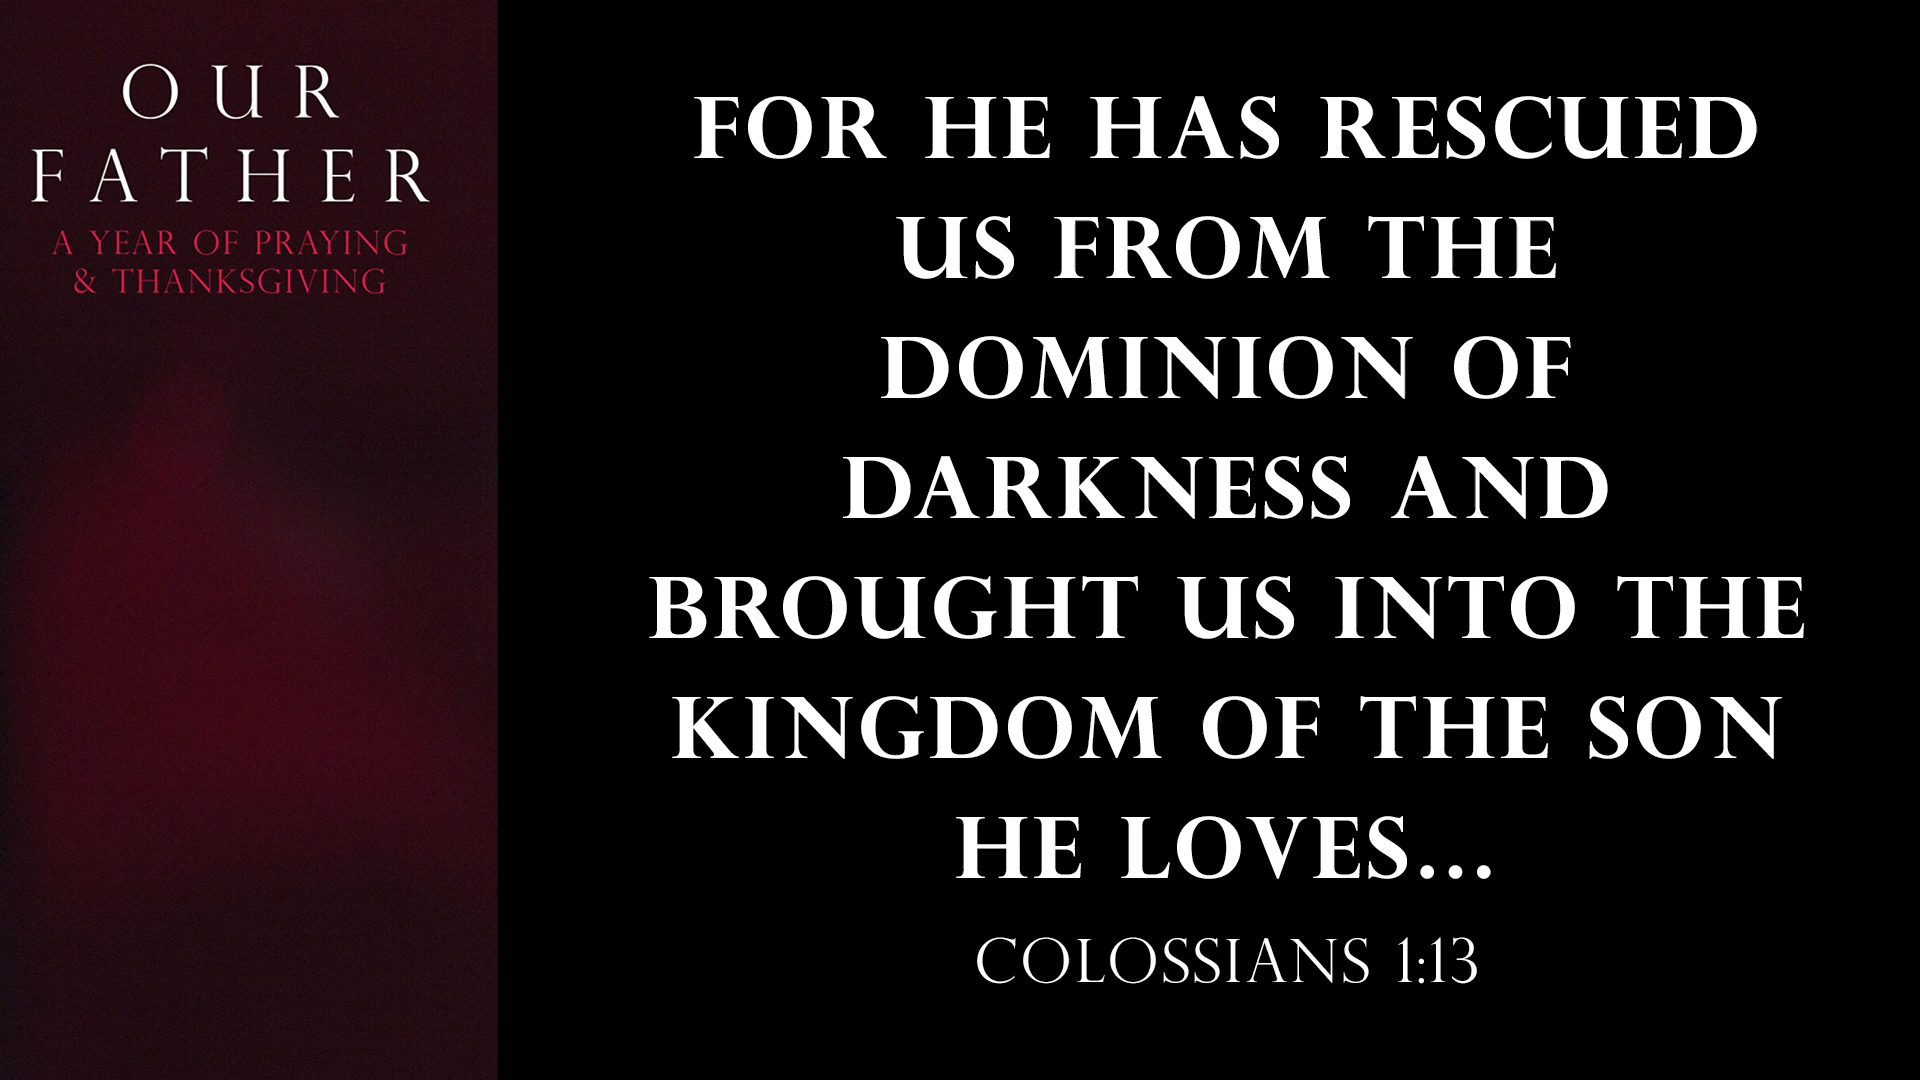 OUR
FATHER
A YEAR OF PRAYING
& THANKSGIVING
FOR HE HAS RESCUED
US FROM THE
DOMINION OF
DARKNESS AND
BROUGHT US INTO THE
KINGDOM OF THE SON
HE LOVES...
COLOSSIANS 1:13